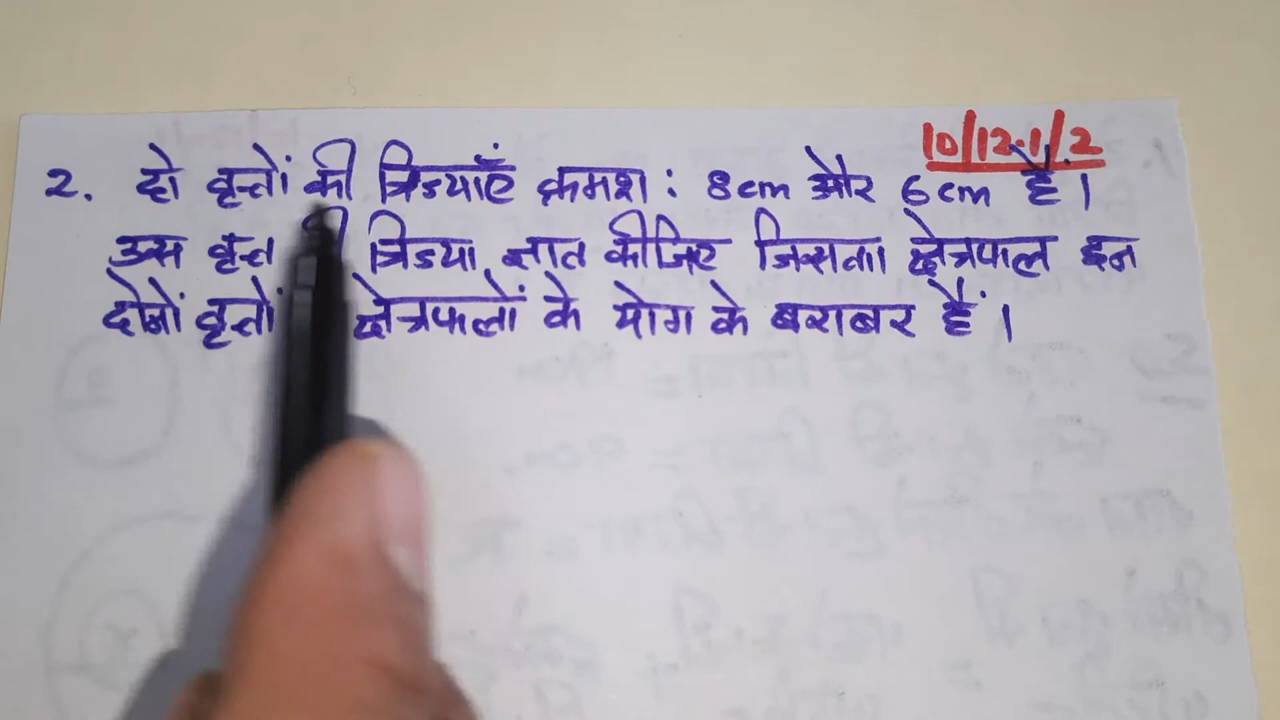 10/12.1/2
2. दो वृत्तों की त्रिज्याएँ क्रमश: 8cm और 6cm हैं।
उस वृत्त की त्रिज्या ज्ञात कीजिए जिसका क्षेत्रफल इन
दोनों वृत्तों क्षेत्रफलों के योग के बराबर हैं।